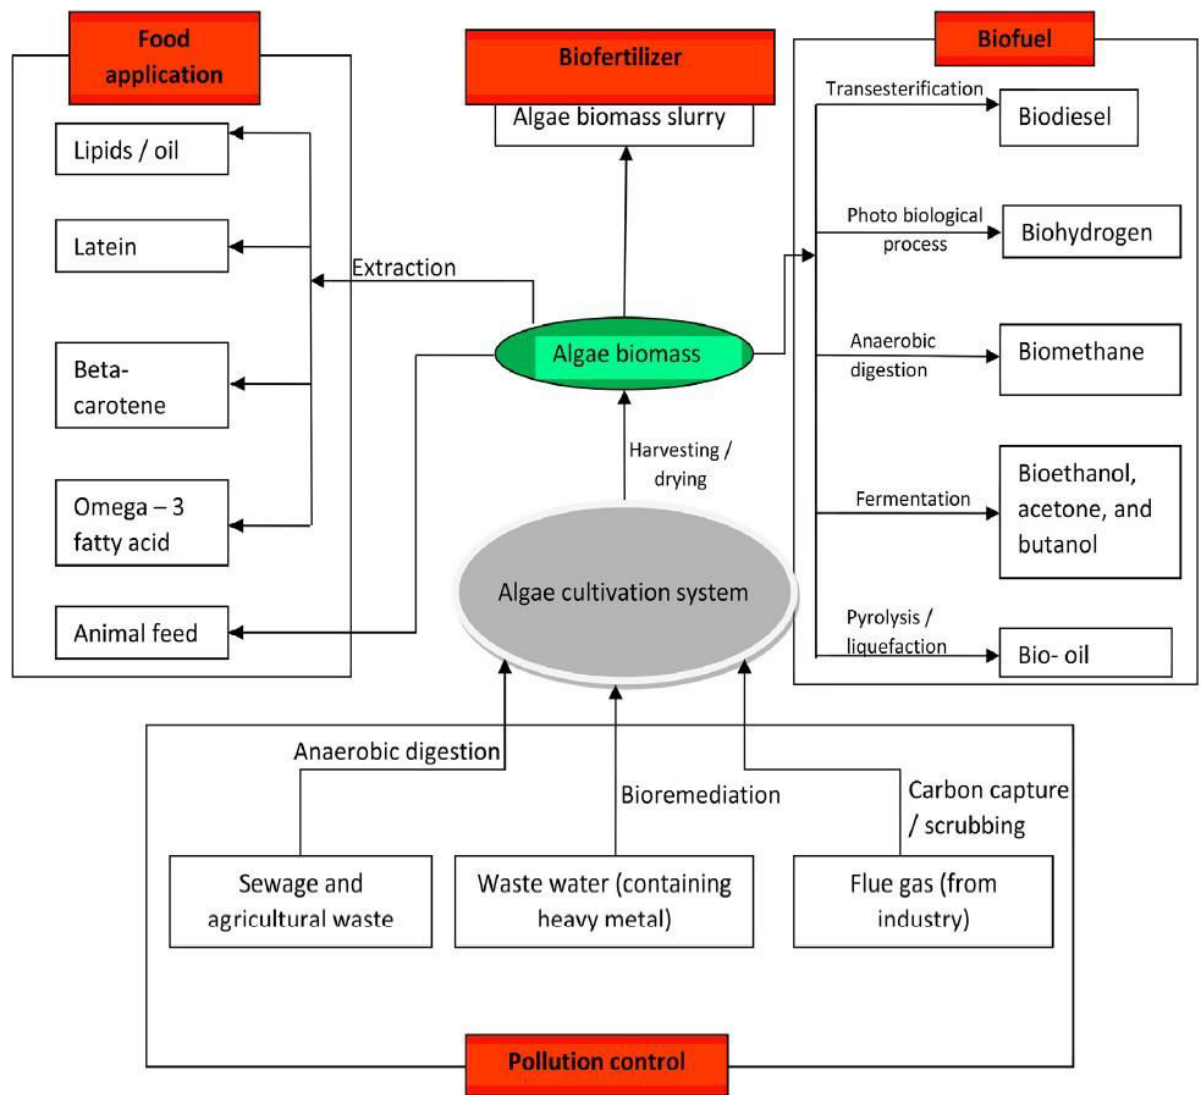 Food
application
Lipids / oil
Latein
Beta-
carotene
Omega – 3
fatty acid
Animal feed
Extraction
Biofertilizer
Algae biomass slurry
Algae biomass
Harvesting /
drying
Algae cultivation system
Biofuel
Transesterification
Biodiesel
Photo biological
process
Biohydrogen
Anaerobic
digestion
Biomethane
Fermentation
Bioethanol,
acetone, and
butanol
Pyrolysis /
liquefaction
Bio- oil
Anaerobic digestion
Bioremediation
Carbon capture
/ scrubbing
Sewage and
agricultural waste
Waste water (containing
heavy metal)
Flue gas (from
industry)
Pollution control